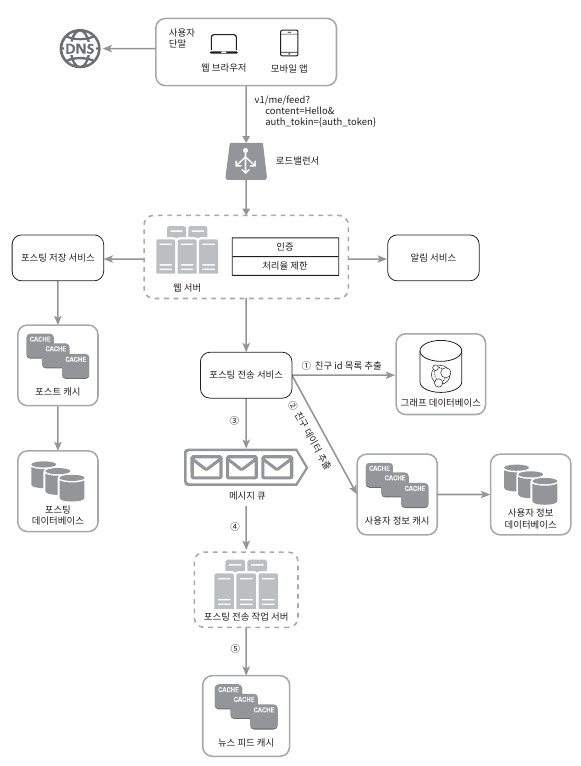 사용자
단말
DNS
웹 브라우저
모바일 앱
v1/me/feed?
content=Hello&
auth_tokin={auth_token}
로드밸런서
포스팅 저장 서비스
인증
처리율 제한
웹 서버
알림 서비스
CACHE
CACHE
CACHE
포스트 캐시
포스팅 전송 서비스
① 친구 id 목록 추출
그래프 데이터베이스
② 친구 데이터 추출
③
포스팅
데이터베이스
메시지 큐
CACHE
CACHE
CACHE
사용자 정보 캐시
사용자 정보
데이터베이스
④
포스팅 전송 작업 서버
⑤
CACHE
CACHE
CACHE
뉴스 피드 캐시